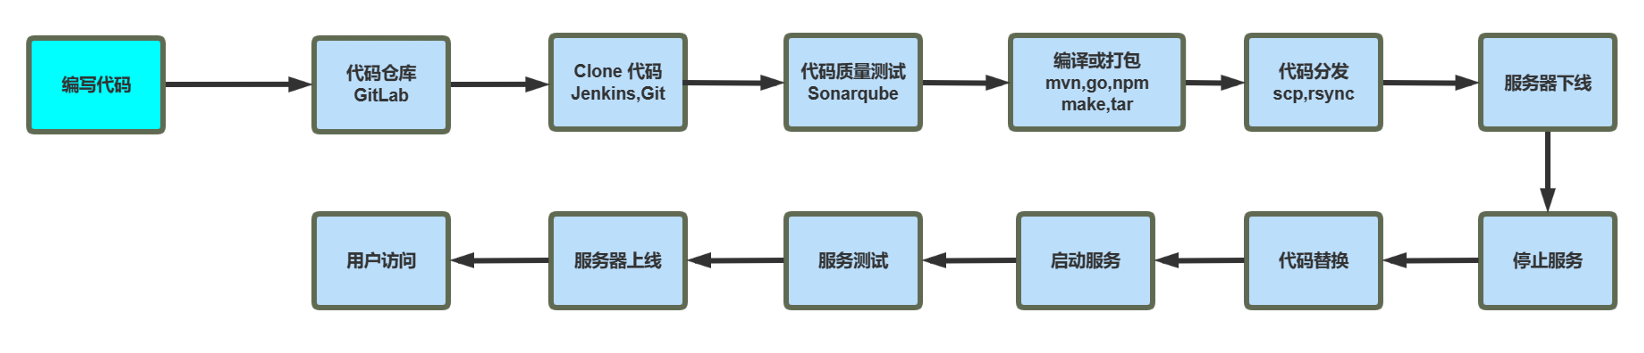 编写代码
代码仓库
GitLab
Clone 代码
Jenkins,Git
代码质量测试
Sonarqube
编译或打包
mvn,go,npm
make,tar
代码分发
scp,rsync
服务器下线
停止服务
代码替换
启动服务
服务测试
服务器上线
用户访问